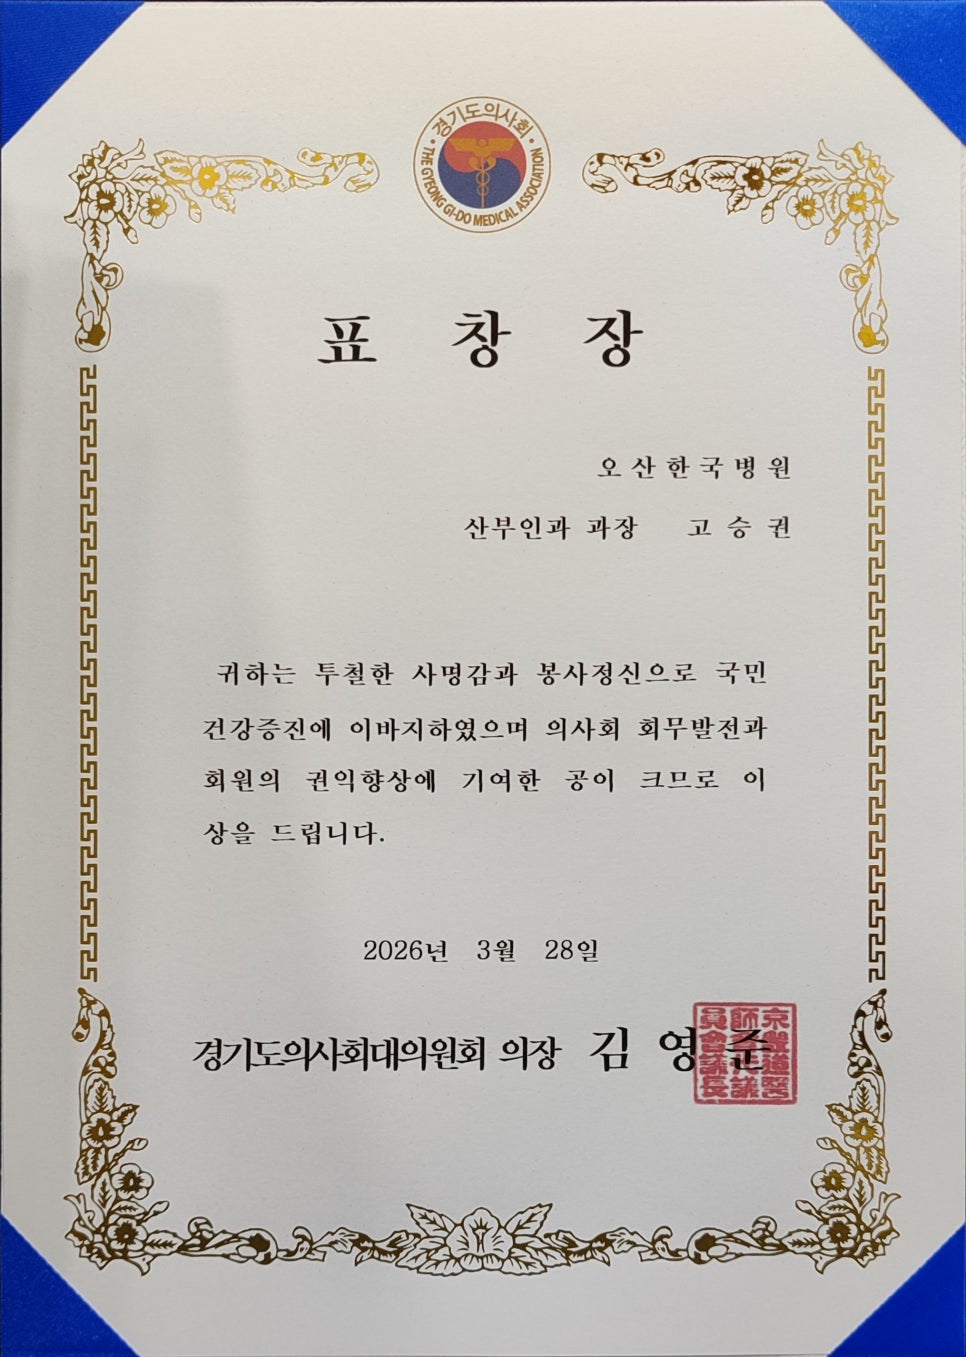 경기도의사회
THE GYEONG GI-DO MEDICAL ASSOCIATION
표 창 장
오산한국병원
산부인과 과장 고 승 권
귀하는 투철한 사명감과 봉사정신으로 국민
건강증진에 이바지하였으며 의사회 회무발전과
회원의 권익향상에 기여한 공이 크므로 이
상을 드립니다.
2026년 3월 28일
경기도의사회대의원회 의장 김 영 준